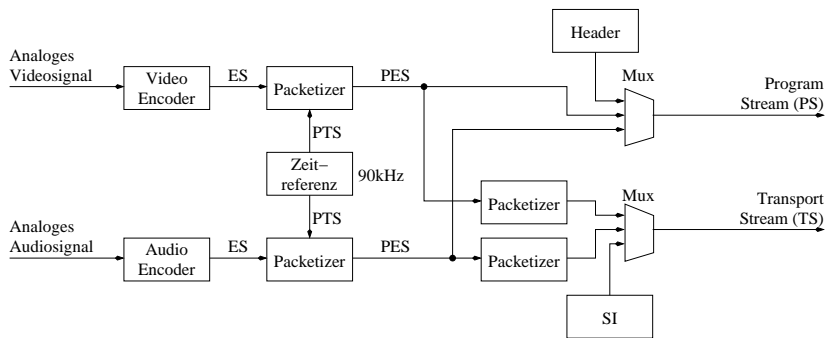 Header
Analoges
Videosignal
Video
Encoder
ES
Packetizer
PES
Mux
Program
Stream (PS)
PTS
Zeit–
referenz
90kHz
PTS
Packetizer
Mux
Transport
Stream (TS)
Analoges
Audiosignal
Audio
Encoder
ES
Packetizer
PES
Packetizer
SI